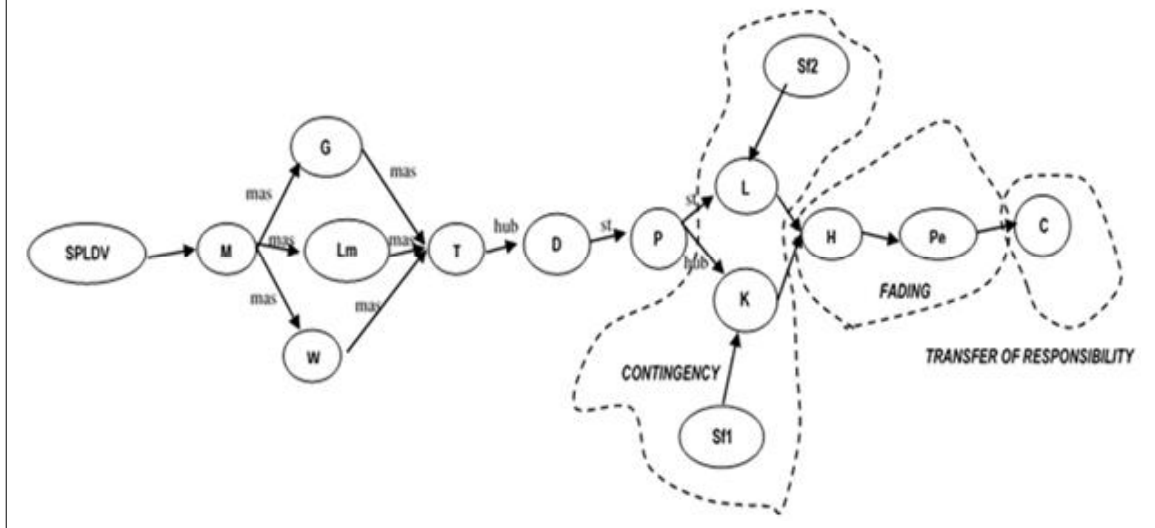 Sf2
G
mas
mas
L
st
SPLDV
M
mas
Lm
mas
T
hub
D
st
P
H
Pe
C
hub
mas
mas
K
FADING
W
TRANSFER OF RESPONSIBILITY
CONTINGENCY
Sf1